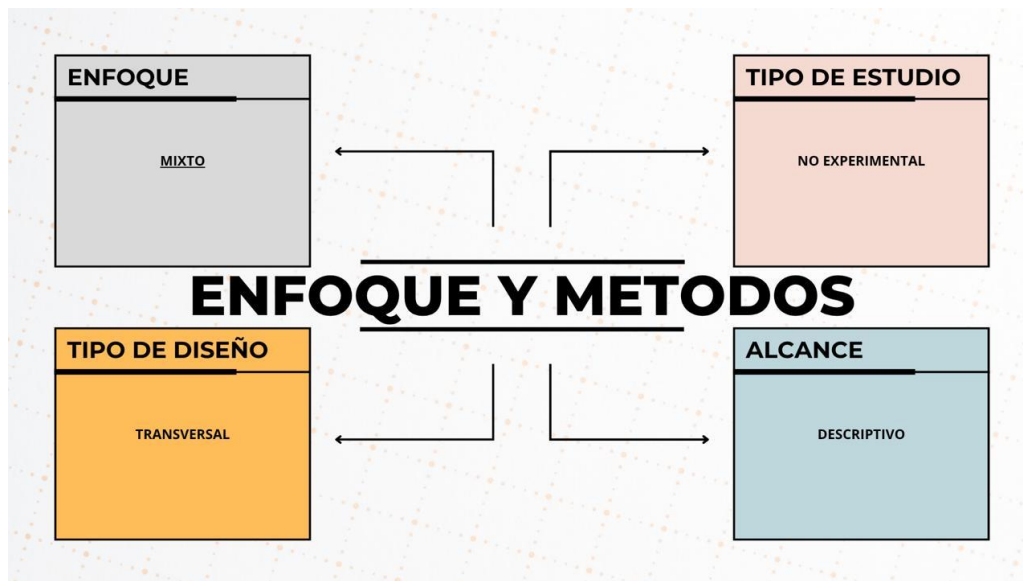 ENFOQUE
MIXTO
TIPO DE ESTUDIO
NO EXPERIMENTAL
ENFOQUE Y METODOS
TIPO DE DISEÑO
TRANSVERSAL
ALCANCE
DESCRIPTIVO